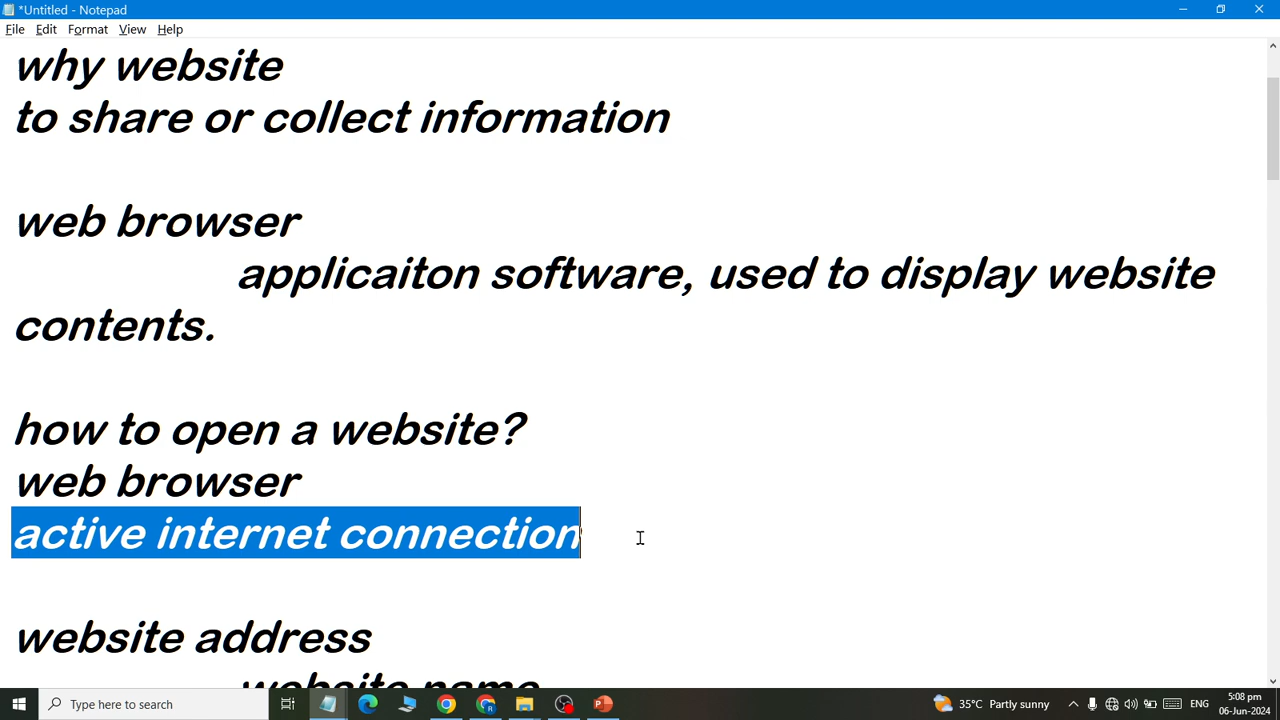 *Untitled - Notepad
File Edit Format View Help
why website
to share or collect information
web browser
applicaiton software, used to display website
contents.
how to open a website?
web browser
active internet connection
website address
website name
Type here to search
35°C Partly sunny
ENG
5:08 pm
06-Jun-2024